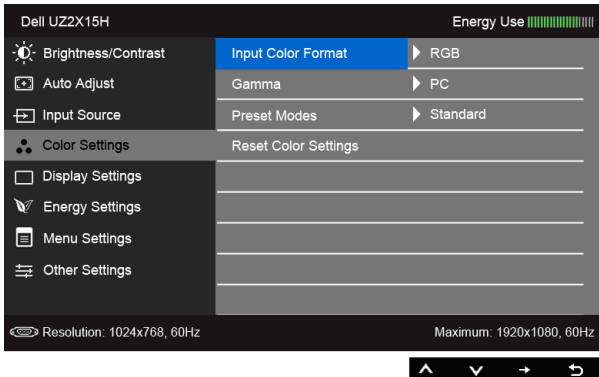 Dell UZ2X15H Energy Use
Brightness/Contrast Input Color Format RGB
Auto Adjust Gamma PC
Input Source Preset Modes Standard
Color Settings Reset Color Settings
Display Settings
Energy Settings
Menu Settings
Other Settings
Resolution: 1024x768, 60Hz Maximum: 1920x1080, 60Hz